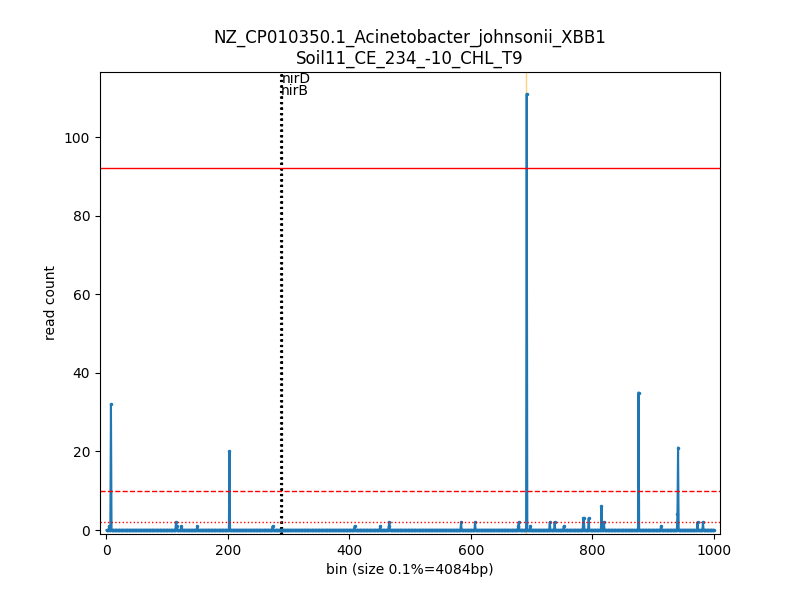 NZ_CP010350.1_Acinetobacter_johnsonii_XBB1
Soil11_CE_234_-10_CHL_T9
nirD
nirB
100
80
60
40
20
0
read count
0 200 400 600 800 1000
bin (size 0.1%=4084bp)